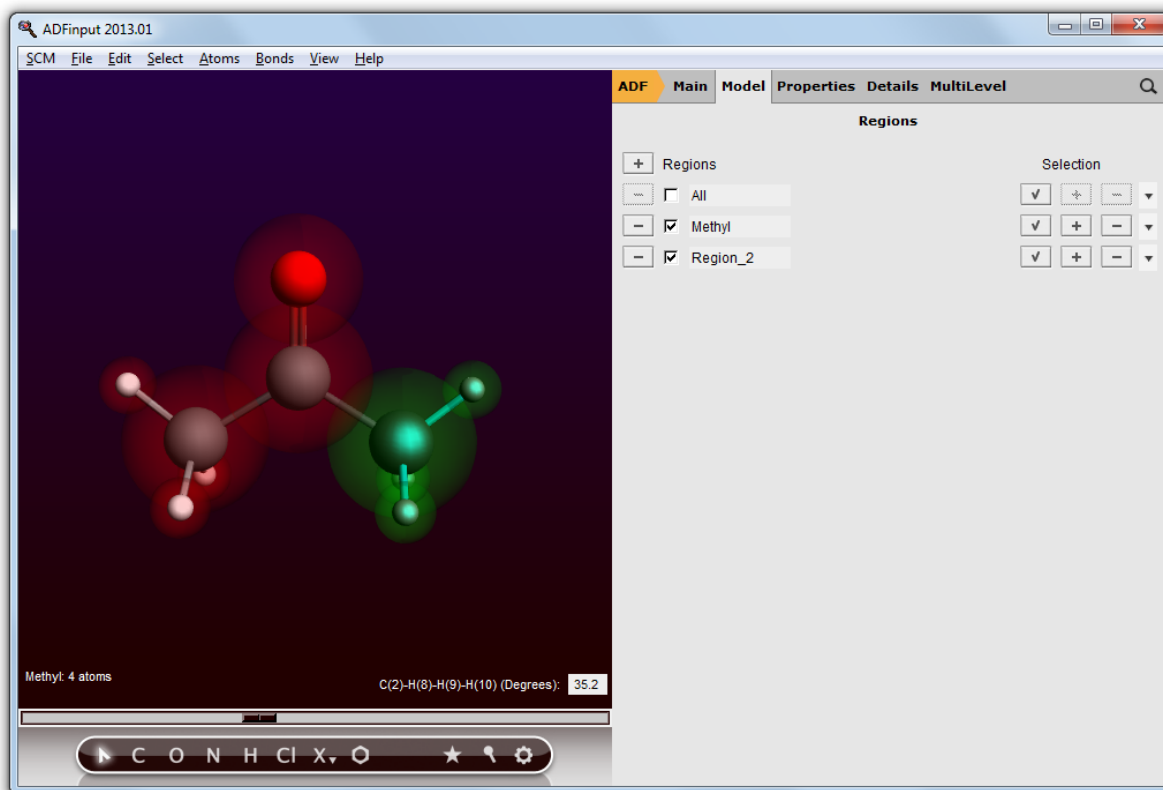 ADFinput 2013.01
SCM File Edit Select Atoms Bonds View Help
ADF Main Model Properties Details MultiLevel
Regions
+ Regions Selection
All
Methyl
Region_2
Methyl: 4 atoms
C(2)-H(8)-H(9)-H(10) (Degrees): 35.2
C O N H Cl X